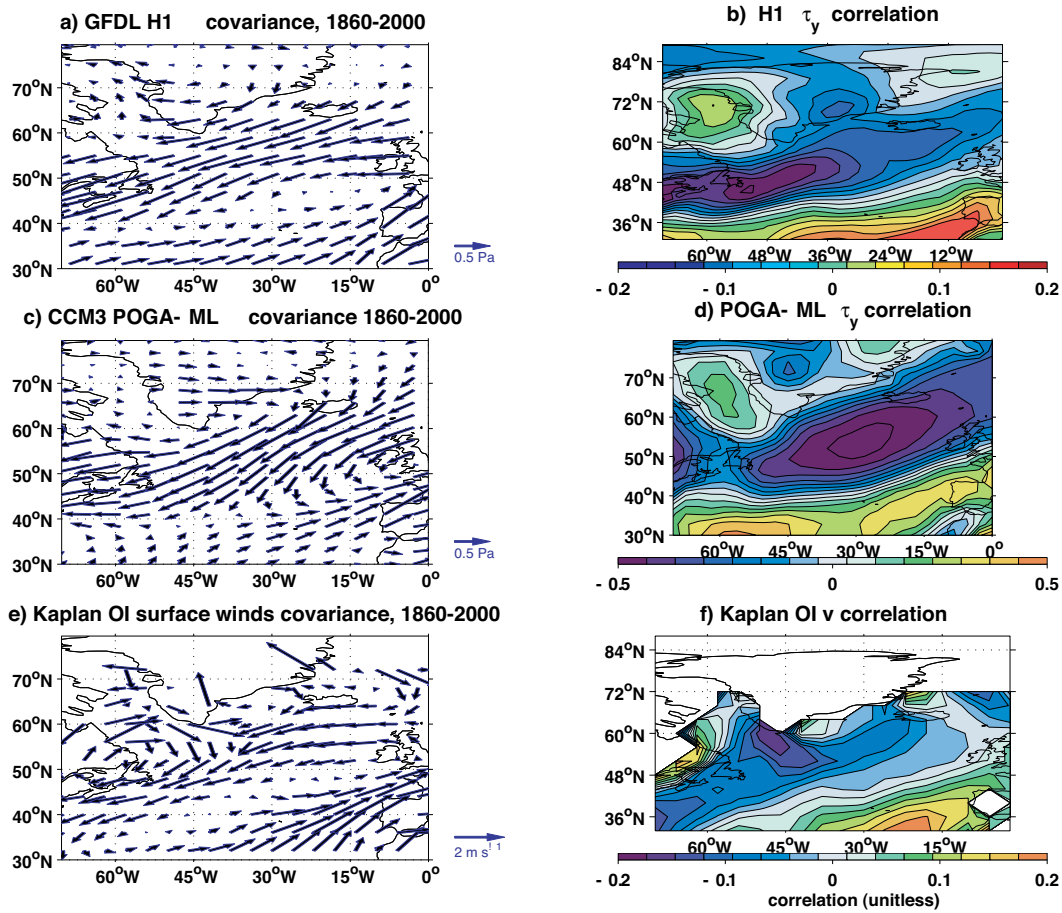 a) GFDL H1 covariance, 1860-2000
70°N
60°N
50°N
40°N
30°N
60°W 45°W 30°W 15°W 0°
0.5 Pa
b) H1 τy correlation
84°N
72°N
60°N
48°N
36°N
60°W 48°W 36°W 24°W 12°W
- 0.2 - 0.1 0 0.1 0.2
c) CCM3 POGA- ML covariance 1860-2000
70°N
60°N
50°N
40°N
30°N
60°W 45°W 30°W 15°W 0°
0.5 Pa
d) POGA- ML τy correlation
70°N
60°N
50°N
40°N
30°N
60°W 45°W 30°W 15°W 0°
- 0.5 0 0.5
e) Kaplan OI surface winds covariance, 1860-2000
70°N
60°N
50°N
40°N
30°N
60°W 45°W 30°W 15°W 0°
2 m s! 1
f) Kaplan OI v correlation
84°N
72°N
60°N
48°N
36°N
60°W 45°W 30°W 15°W
- 0.2 - 0.1 0 0.1 0.2
correlation (unitless)